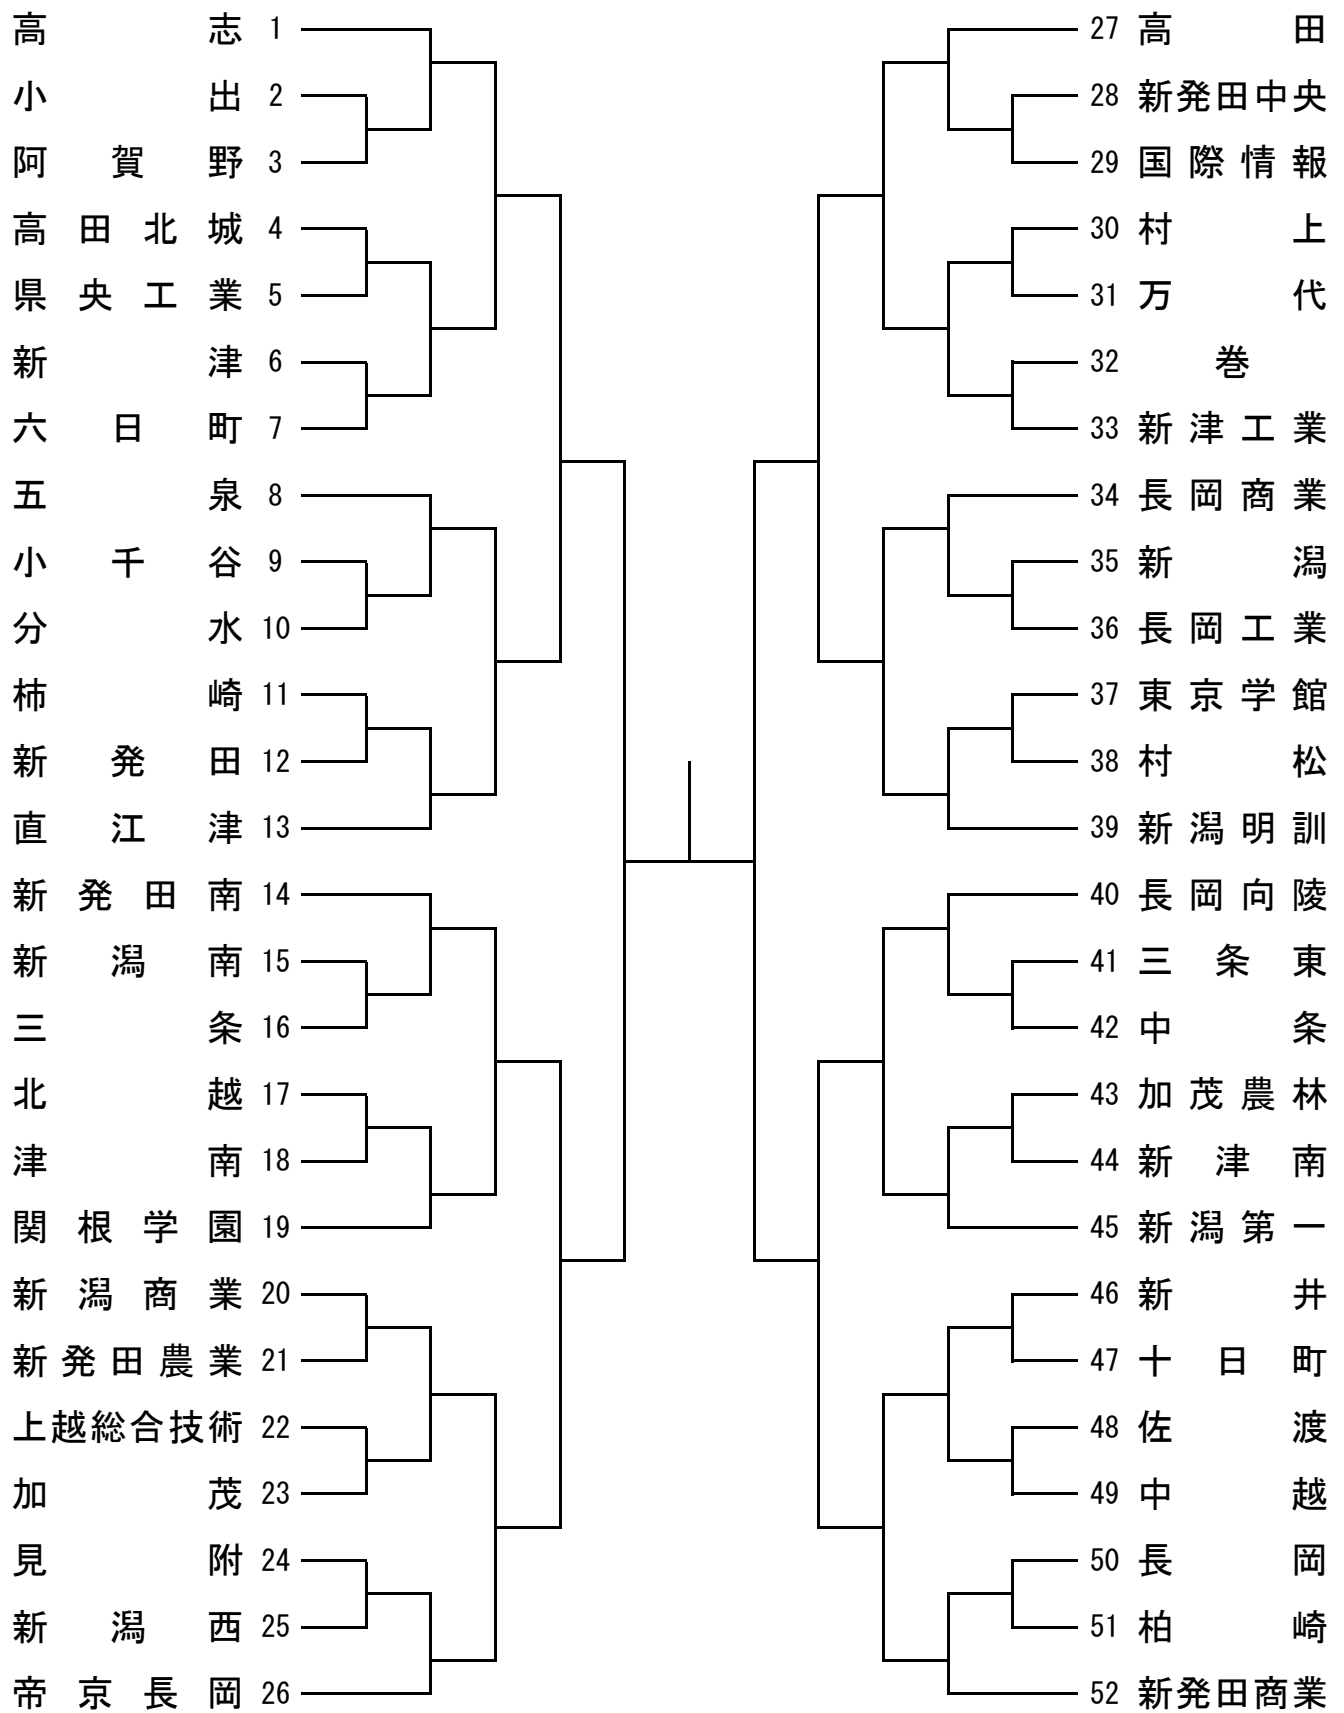 高志 1
小出 2
阿賀野 3
高田北城 4
県央工業 5
新津 6
六日町 7
五泉 8
小千谷 9
分水 10
柿崎 11
新発田 12
直江津 13
新発田南 14
新潟南 15
三条 16
北越 17
津南 18
関根学園 19
新潟商業 20
新発田農業 21
上越総合技術 22
加茂 23
見附 24
新潟西 25
帝京長岡 26
27 高田
28 新発田中央
29 国際情報
30 村上
31 万代
32 巻
33 新津工業
34 長岡商業
35 新潟
36 長岡工業
37 東京学館
38 村松
39 新潟明訓
40 長岡向陵
41 三条東
42 中条
43 加茂農林
44 新津南
45 新潟第一
46 新井
47 十日町
48 佐渡
49 中越
50 長岡
51 柏崎
52 新発田商業